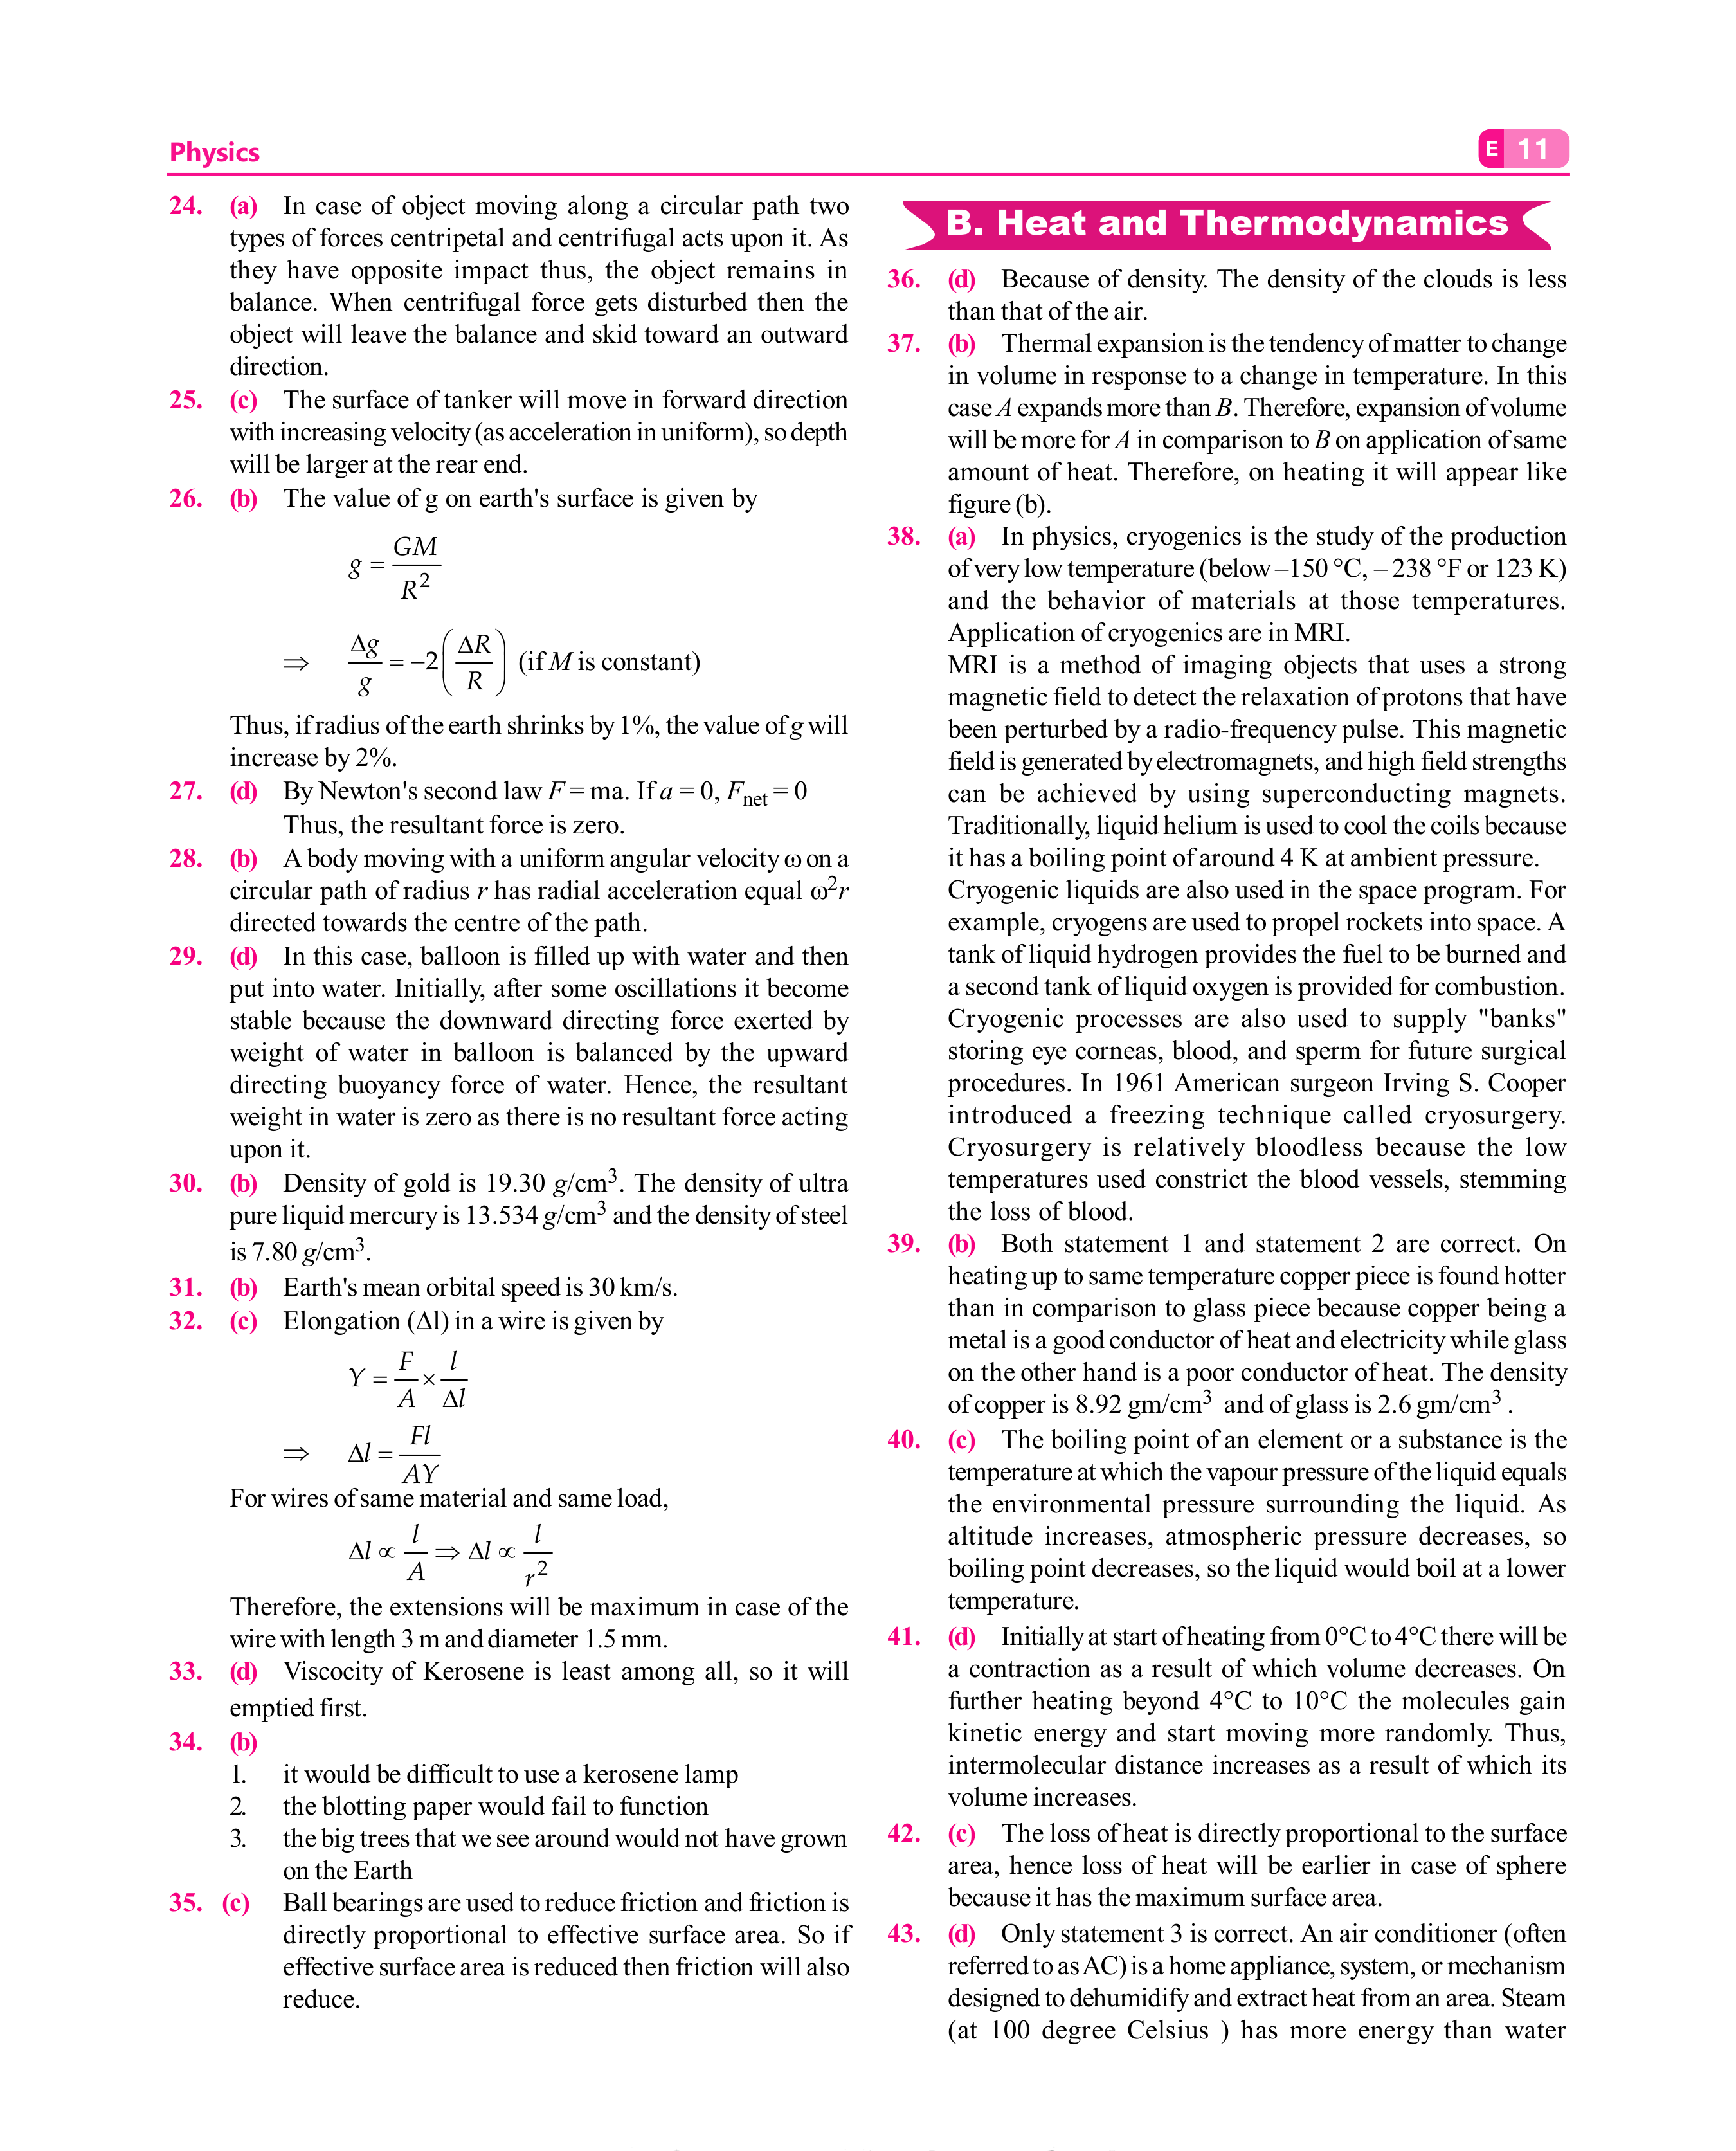 Physics
E 11
24. (a) In case of object moving along a circular path two
types of forces centripetal and centrifugal acts upon it. As
they have opposite impact thus, the object remains in
balance. When centrifugal force gets disturbed then the
object will leave the balance and skid toward an outward
direction.
25. (c) The surface of tanker will move in forward direction
with increasing velocity (as acceleration in uniform), so depth
will be larger at the rear end.
26. (b) The value of g on earth's surface is given by
g = GM/R²
⇒ Δg/g = –2(ΔR/R) (if M is constant)
Thus, if radius of the earth shrinks by 1%, the value of g will
increase by 2%.
27. (d) By Newton's second law F = ma. If a = 0, Fnet = 0
Thus, the resultant force is zero.
28. (b) A body moving with a uniform angular velocity ω on a
circular path of radius r has radial acceleration equal ω²r
directed towards the centre of the path.
29. (d) In this case, balloon is filled up with water and then
put into water. Initially, after some oscillations it become
stable because the downward directing force exerted by
weight of water in balloon is balanced by the upward
directing buoyancy force of water. Hence, the resultant
weight in water is zero as there is no resultant force acting
upon it.
30. (b) Density of gold is 19.30 g/cm³. The density of ultra
pure liquid mercury is 13.534 g/cm³ and the density of steel
is 7.80 g/cm³.
31. (b) Earth's mean orbital speed is 30 km/s.
32. (c) Elongation (Δl) in a wire is given by
Y = F/A × l/Δl
⇒ Δl = Fl/AY
For wires of same material and same load,
Δl ∝ l/A ⇒ Δl ∝ l/r²
Therefore, the extensions will be maximum in case of the
wire with length 3 m and diameter 1.5 mm.
33. (d) Viscocity of Kerosene is least among all, so it will
emptied first.
34. (b)
1. it would be difficult to use a kerosene lamp
2. the blotting paper would fail to function
3. the big trees that we see around would not have grown
on the Earth
35. (c) Ball bearings are used to reduce friction and friction is
directly proportional to effective surface area. So if
effective surface area is reduced then friction will also
reduce.
B. Heat and Thermodynamics
36. (d) Because of density. The density of the clouds is less
than that of the air.
37. (b) Thermal expansion is the tendency of matter to change
in volume in response to a change in temperature. In this
case A expands more than B. Therefore, expansion of volume
will be more for A in comparison to B on application of same
amount of heat. Therefore, on heating it will appear like
figure (b).
38. (a) In physics, cryogenics is the study of the production
of very low temperature (below –150 °C, – 238 °F or 123 K)
and the behavior of materials at those temperatures.
Application of cryogenics are in MRI.
MRI is a method of imaging objects that uses a strong
magnetic field to detect the relaxation of protons that have
been perturbed by a radio-frequency pulse. This magnetic
field is generated by electromagnets, and high field strengths
can be achieved by using superconducting magnets.
Traditionally, liquid helium is used to cool the coils because
it has a boiling point of around 4 K at ambient pressure.
Cryogenic liquids are also used in the space program. For
example, cryogens are used to propel rockets into space. A
tank of liquid hydrogen provides the fuel to be burned and
a second tank of liquid oxygen is provided for combustion.
Cryogenic processes are also used to supply "banks"
storing eye corneas, blood, and sperm for future surgical
procedures. In 1961 American surgeon Irving S. Cooper
introduced a freezing technique called cryosurgery.
Cryosurgery is relatively bloodless because the low
temperatures used constrict the blood vessels, stemming
the loss of blood.
39. (b) Both statement 1 and statement 2 are correct. On
heating up to same temperature copper piece is found hotter
than in comparison to glass piece because copper being a
metal is a good conductor of heat and electricity while glass
on the other hand is a poor conductor of heat. The density
of copper is 8.92 gm/cm³ and of glass is 2.6 gm/cm³ .
40. (c) The boiling point of an element or a substance is the
temperature at which the vapour pressure of the liquid equals
the environmental pressure surrounding the liquid. As
altitude increases, atmospheric pressure decreases, so
boiling point decreases, so the liquid would boil at a lower
temperature.
41. (d) Initially at start of heating from 0°C to 4°C there will be
a contraction as a result of which volume decreases. On
further heating beyond 4°C to 10°C the molecules gain
kinetic energy and start moving more randomly. Thus,
intermolecular distance increases as a result of which its
volume increases.
42. (c) The loss of heat is directly proportional to the surface
area, hence loss of heat will be earlier in case of sphere
because it has the maximum surface area.
43. (d) Only statement 3 is correct. An air conditioner (often
referred to as AC) is a home appliance, system, or mechanism
designed to dehumidify and extract heat from an area. Steam
(at 100 degree Celsius ) has more energy than water